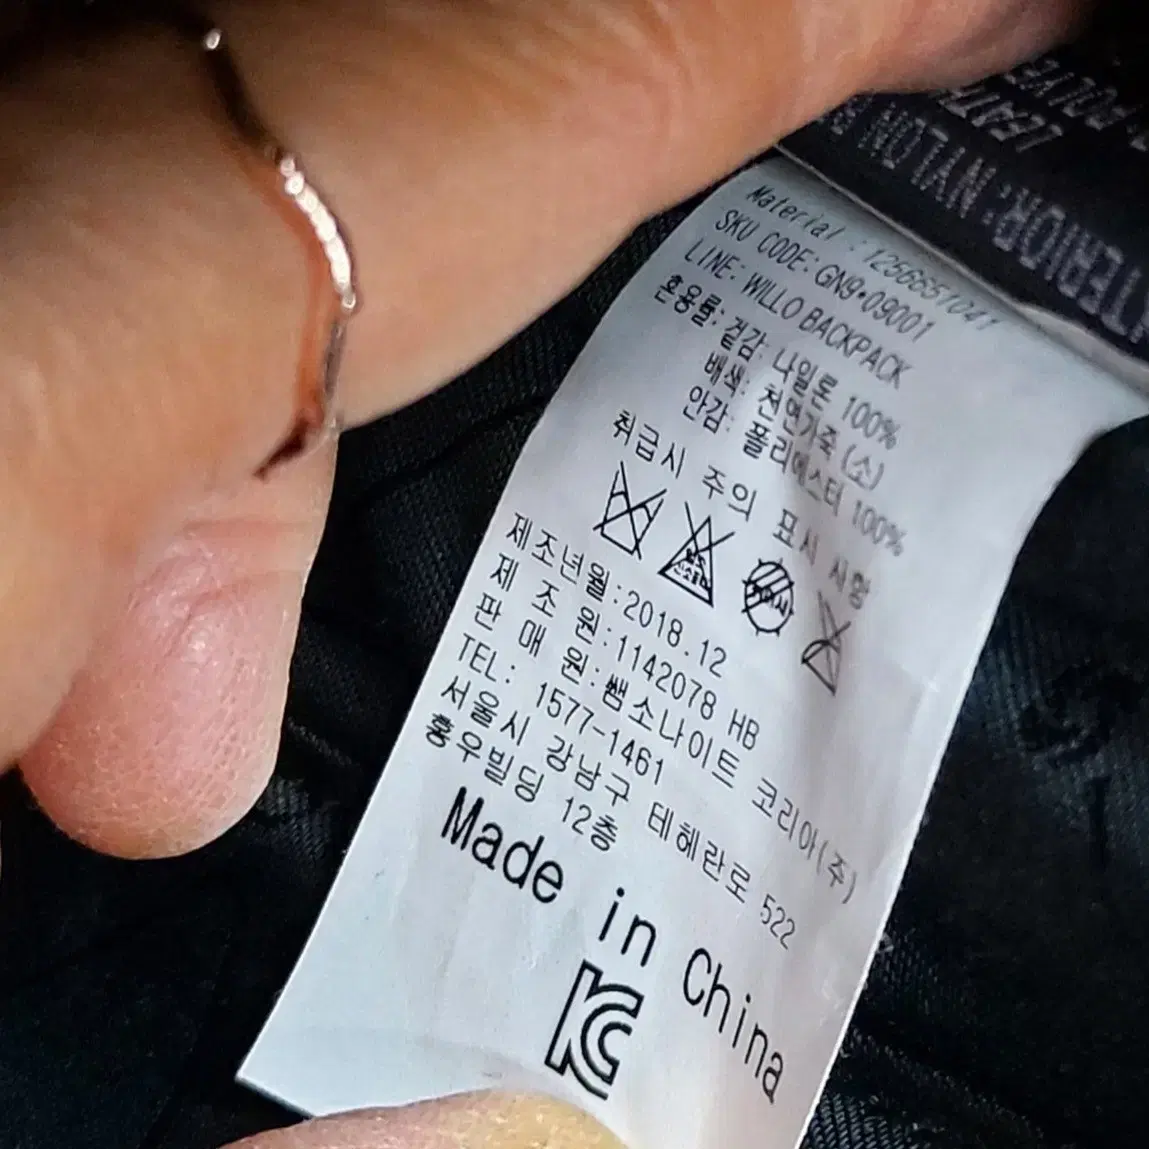 Material : 1256651041
SKU CODE: GN9*09001
LINE: WILLO BACKPACK
혼용률: 겉감: 나일론 100%
배색: 천연가죽(소)
안감: 폴리에스터 100%
취급시 주의 표시 사항
제조년월:2018.12
제 조 원:1142078 HB
판 매 원:쌤소나이트 코리아(주)
TEL: 1577-1461
서울시 강남구 테헤란로 522
홍우빌딩 12층
Made in China
KC
LEATH
TERIOR: NYLON